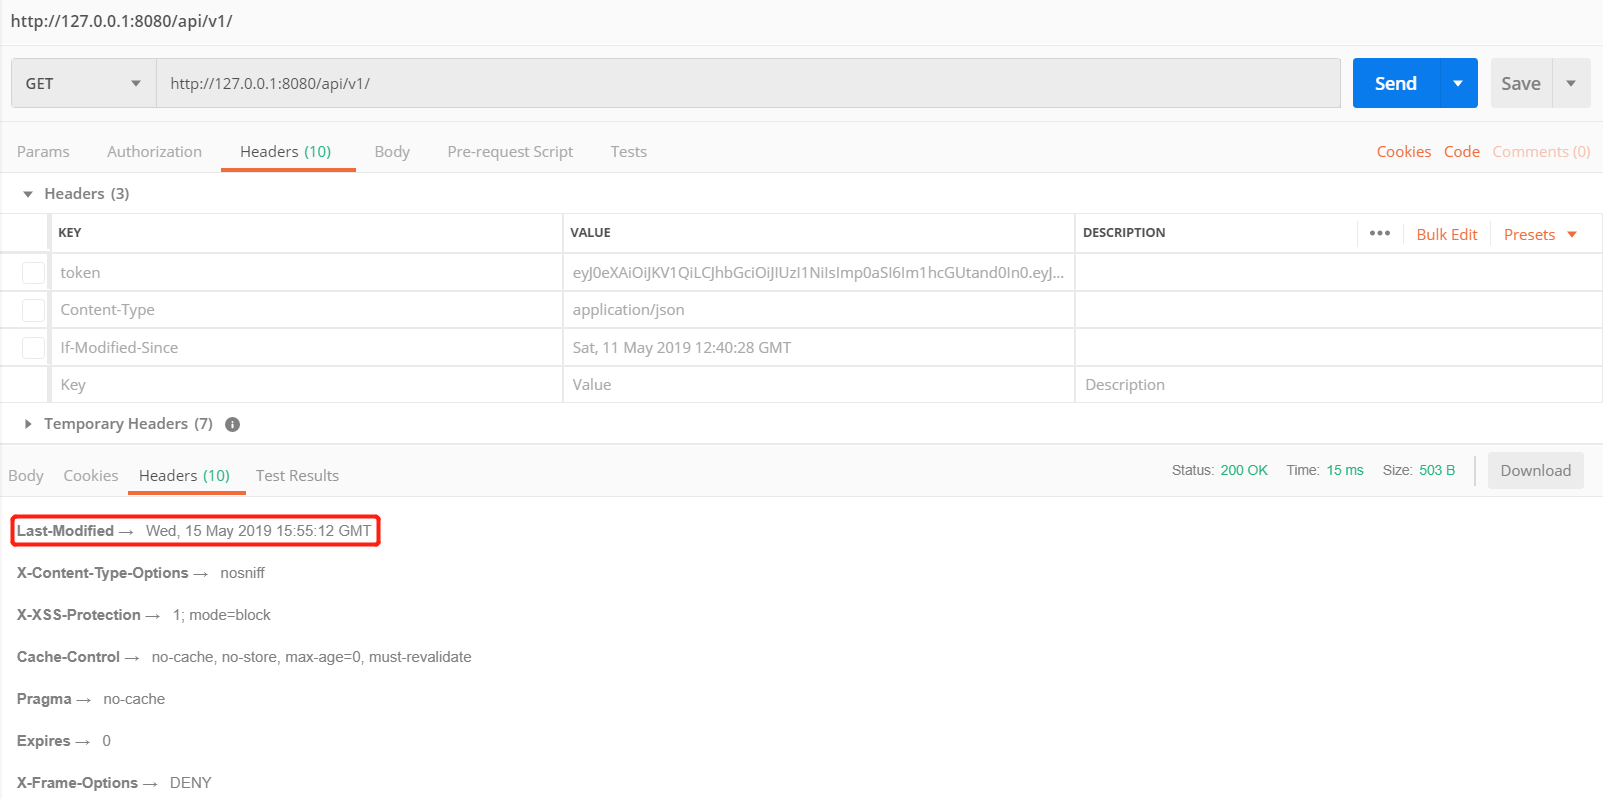 http://127.0.0.1:8080/api/v1/
GET http://127.0.0.1:8080/api/v1/ Send Save
Params Authorization Headers (10) Body Pre-request Script Tests Cookies Code Comments (0)
Headers (3)
KEY VALUE DESCRIPTION ••• Bulk Edit Presets
token eyJ0eXAiOiJKV1QiLCJhbGciOiJIUzI1NiIsImp0aSI6Im1hcGUtand0In0.eyJ...
Content-Type application/json
If-Modified-Since Sat, 11 May 2019 12:40:28 GMT
Key Value Description
Temporary Headers (7)
Body Cookies Headers (10) Test Results Status: 200 OK Time: 15 ms Size: 503 B Download
Last-Modified → Wed, 15 May 2019 15:55:12 GMT
X-Content-Type-Options → nosniff
X-XSS-Protection → 1; mode=block
Cache-Control → no-cache, no-store, max-age=0, must-revalidate
Pragma → no-cache
Expires → 0
X-Frame-Options → DENY